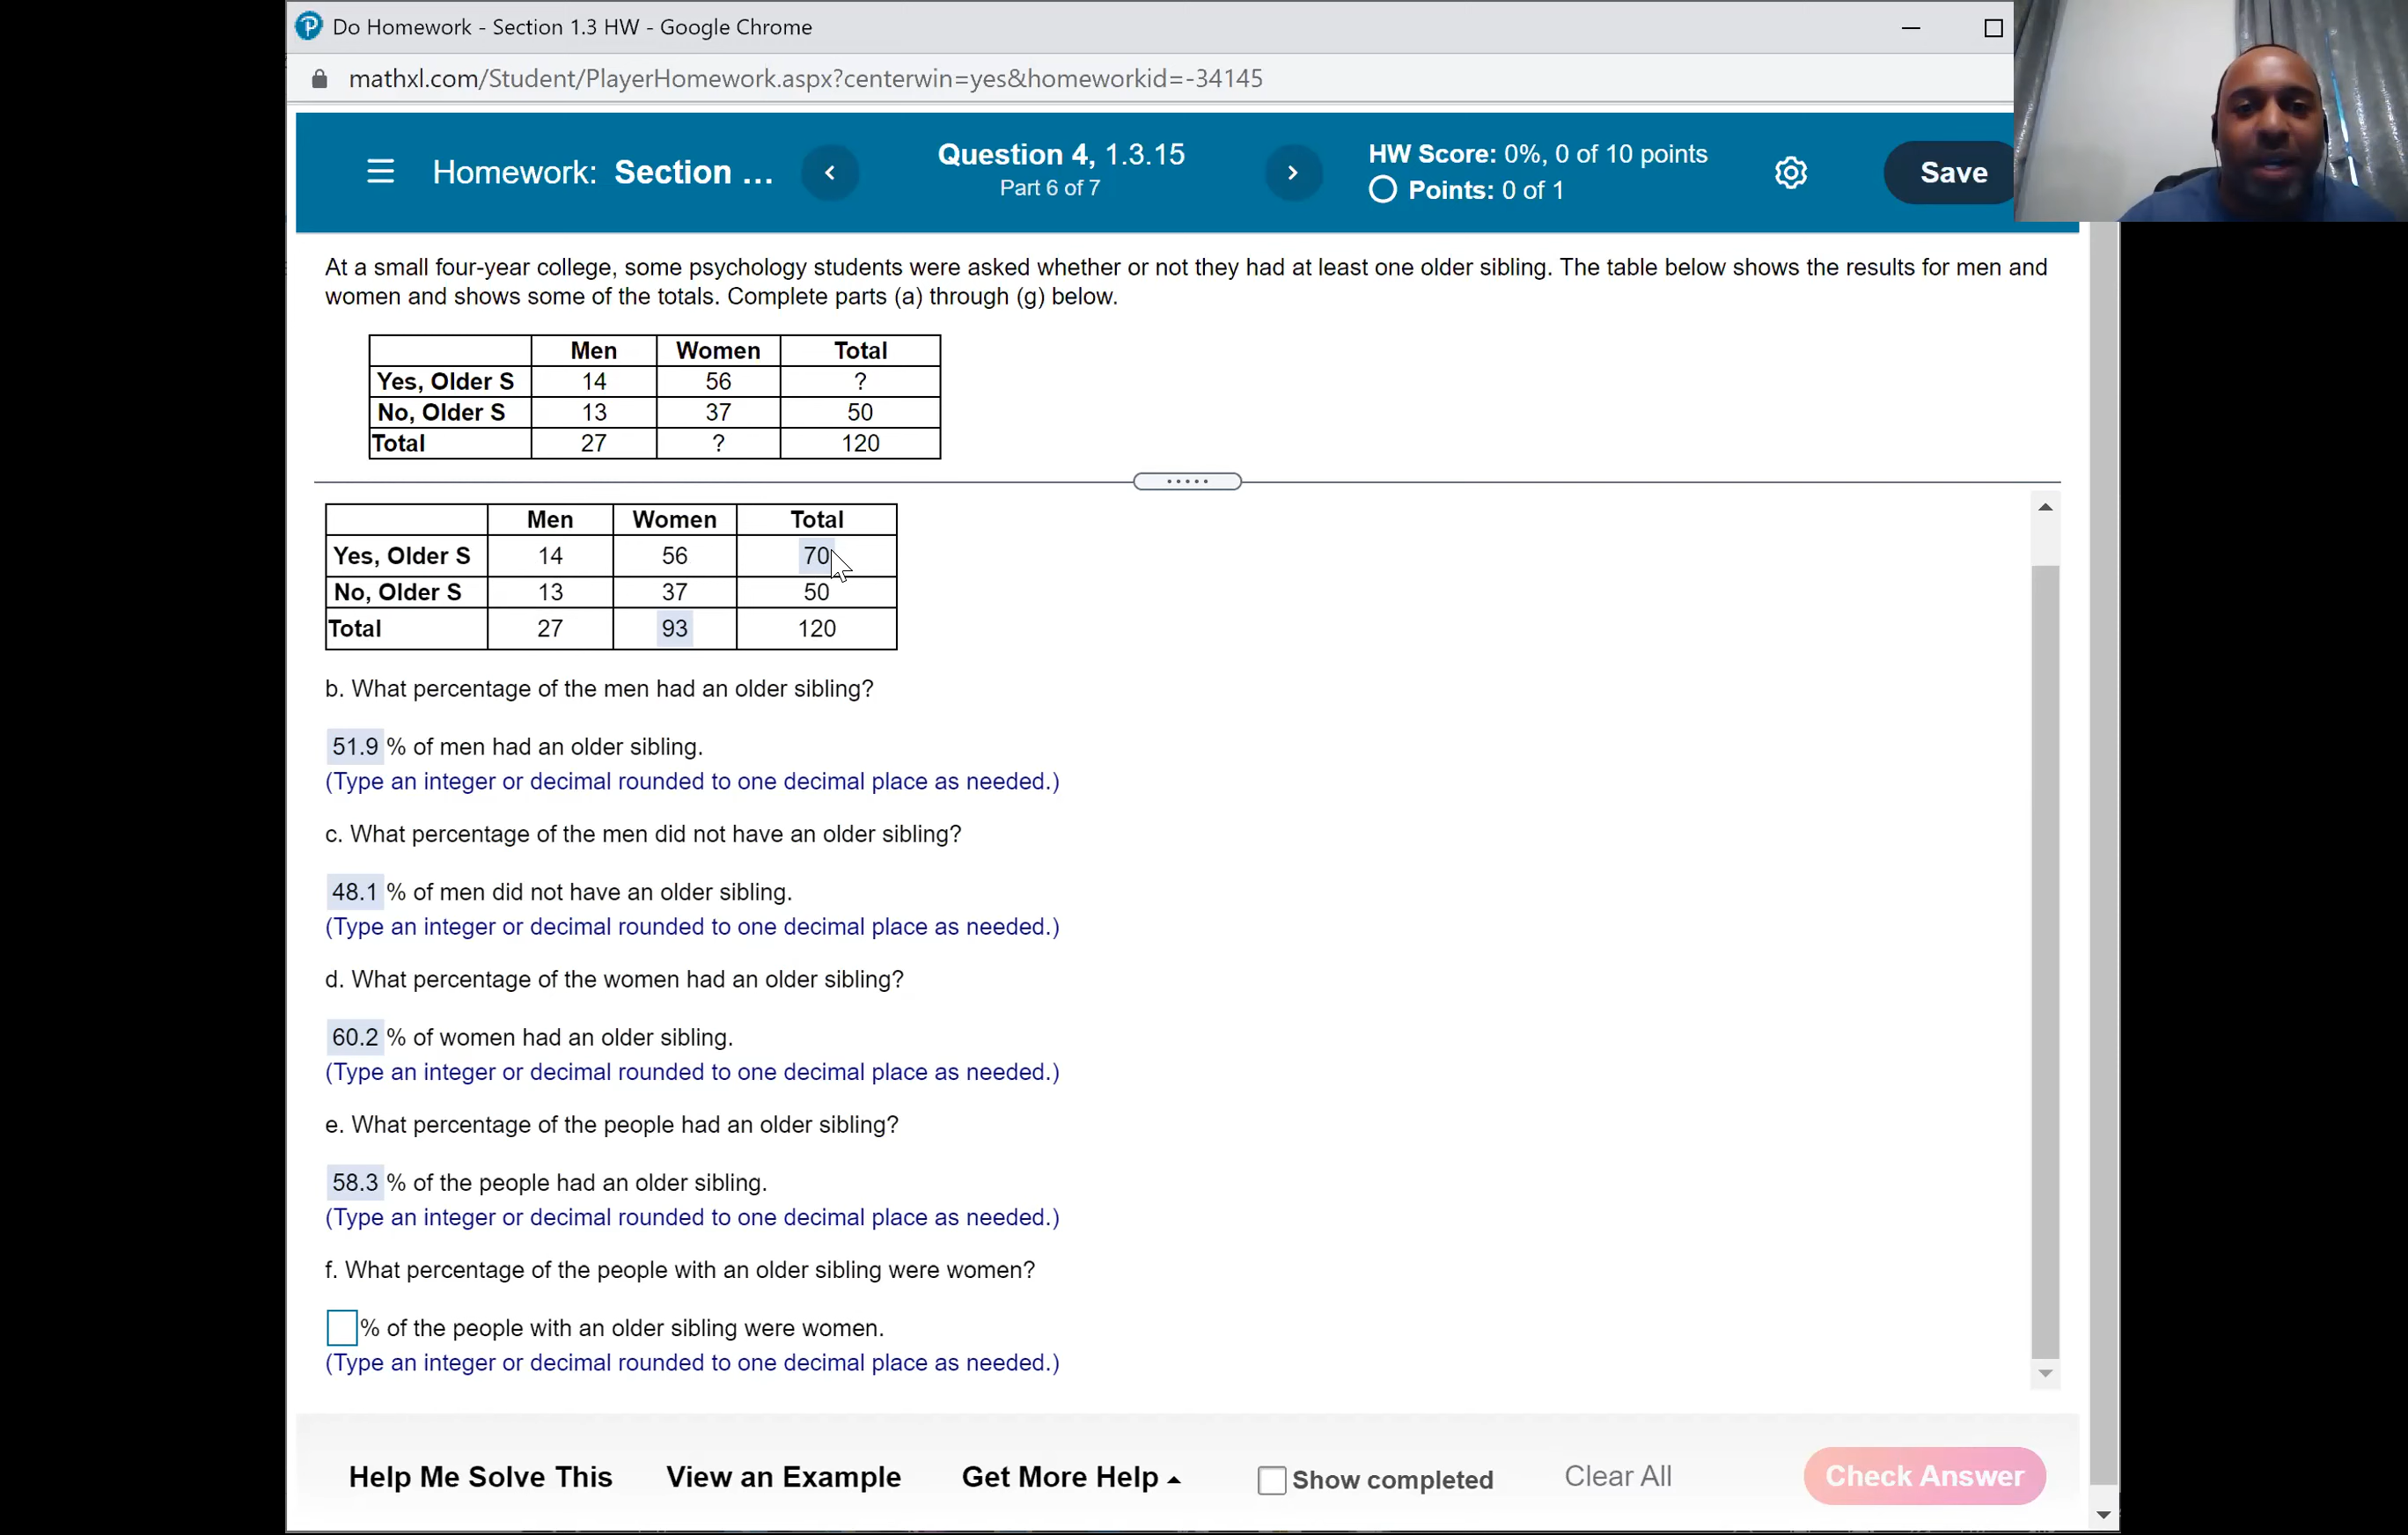 Do Homework - Section 1.3 HW - Google Chrome
mathxl.com/Student/PlayerHomework.aspx?centerwin=yes&homeworkid=-34145
Homework: Section ...
Question 4, 1.3.15
Part 6 of 7
HW Score: 0%, 0 of 10 points
Points: 0 of 1
Save
At a small four-year college, some psychology students were asked whether or not they had at least one older sibling. The table below shows the results for men and
women and shows some of the totals. Complete parts (a) through (g) below.
Men Women Total
Yes, Older S 14 56 ?
No, Older S 13 37 50
Total 27 ? 120
Men Women Total
Yes, Older S 14 56 70
No, Older S 13 37 50
Total 27 93 120
b. What percentage of the men had an older sibling?
51.9 % of men had an older sibling.
(Type an integer or decimal rounded to one decimal place as needed.)
c. What percentage of the men did not have an older sibling?
48.1 % of men did not have an older sibling.
(Type an integer or decimal rounded to one decimal place as needed.)
d. What percentage of the women had an older sibling?
60.2 % of women had an older sibling.
(Type an integer or decimal rounded to one decimal place as needed.)
e. What percentage of the people had an older sibling?
58.3 % of the people had an older sibling.
(Type an integer or decimal rounded to one decimal place as needed.)
f. What percentage of the people with an older sibling were women?
% of the people with an older sibling were women.
(Type an integer or decimal rounded to one decimal place as needed.)
Help Me Solve This View an Example Get More Help Show completed Clear All Check Answer